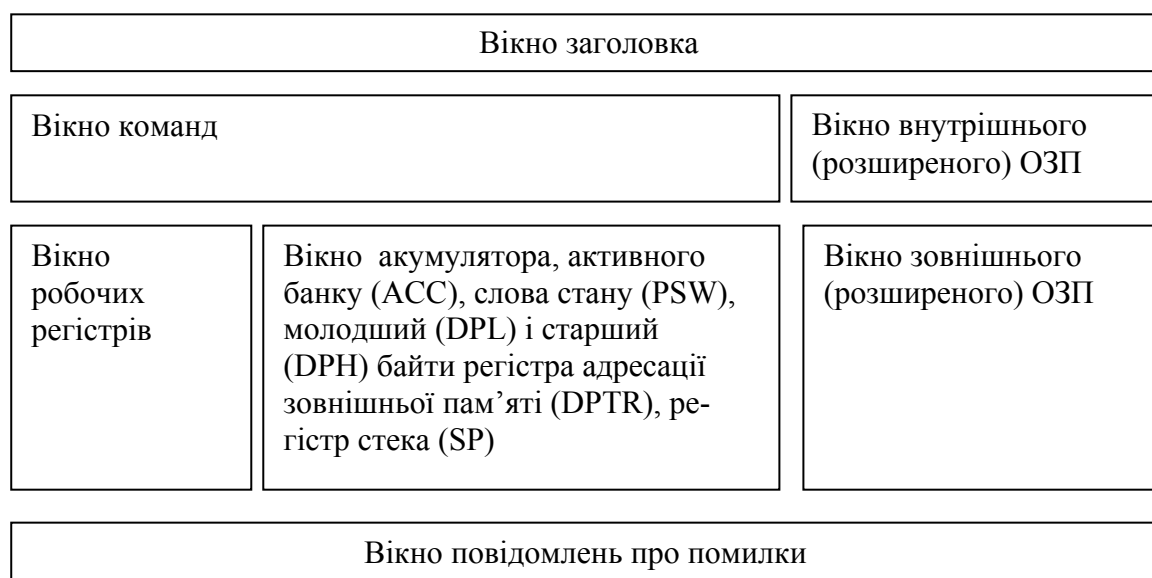 Вікно заголовка
Вікно команд
Вікно внутрішнього
(розширеного) ОЗП
Вікно
робочих
регістрів
Вікно  акумулятора, активного
банку (ACC), слова стану (PSW),
молодший (DPL) і старший
(DPH) байти регістра адресації
зовнішньої пам’яті (DPTR), ре-
гістр стека (SP)
Вікно зовнішнього
(розширеного) ОЗП
Вікно повідомлень про помилки